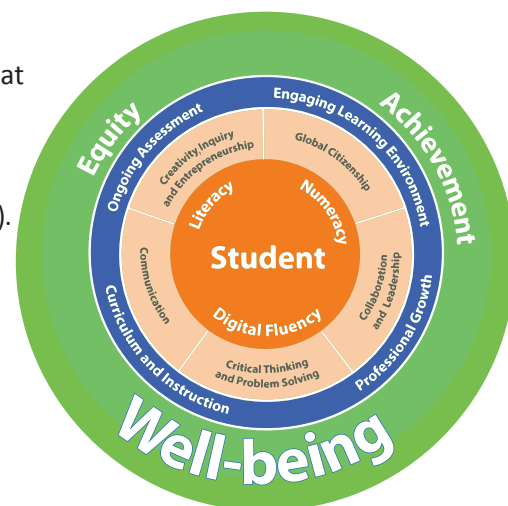 at
).
Equity
Achievement
Well-being
Ongoing Assessment
Engaging Learning Environment
Curriculum and Instruction
Professional Growth
Creativity, Inquiry
and Entrepreneurship
Global Citizenship
Communication
Collaboration
and Leadership
Critical Thinking
and Problem Solving
Literacy
Numeracy
Student
Digital Fluency